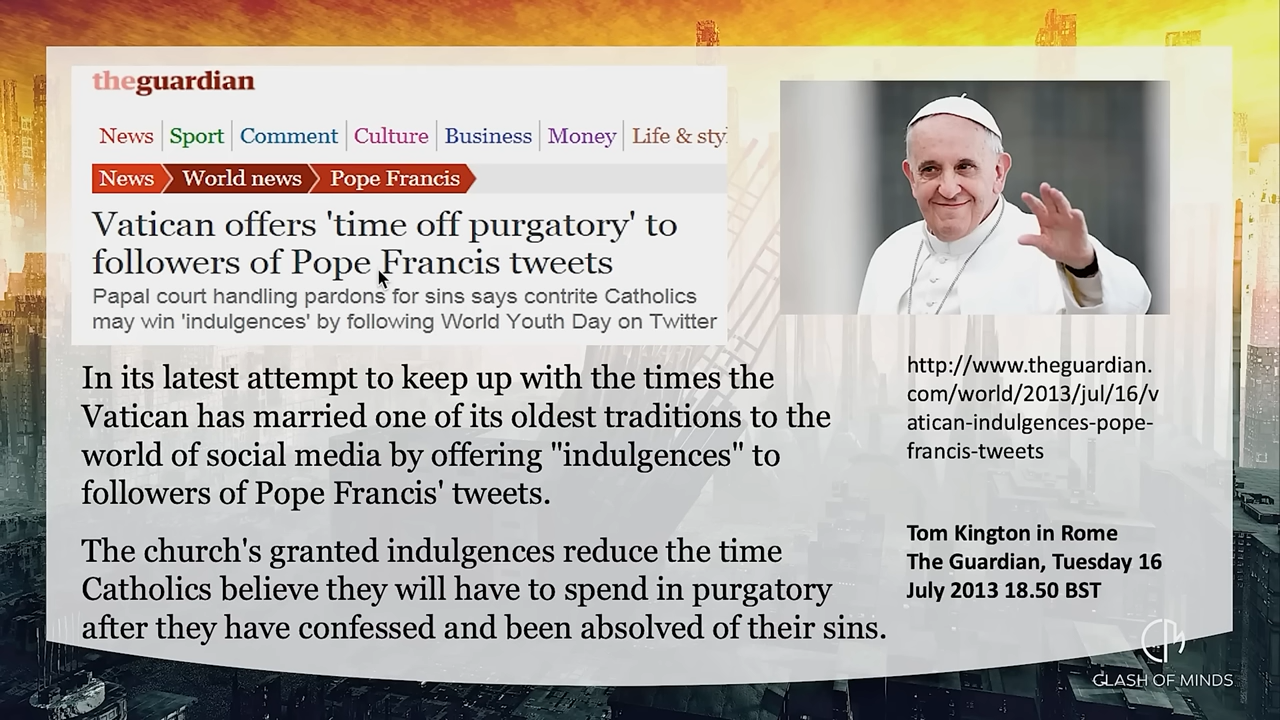 theguardian
News Sport Comment Culture Business Money Life & sty
News World news Pope Francis
Vatican offers 'time off purgatory' to
followers of Pope Francis tweets
Papal court handling pardons for sins says contrite Catholics
may win 'indulgences' by following World Youth Day on Twitter
In its latest attempt to keep up with the times the
Vatican has married one of its oldest traditions to the
world of social media by offering "indulgences" to
followers of Pope Francis' tweets.
The church's granted indulgences reduce the time
Catholics believe they will have to spend in purgatory
after they have confessed and been absolved of their sins.
http://www.theguardian.
com/world/2013/jul/16/v
atican-indulgences-pope-
francis-tweets
Tom Kington in Rome
The Guardian, Tuesday 16
July 2013 18.50 BST
CLASH OF MINDS